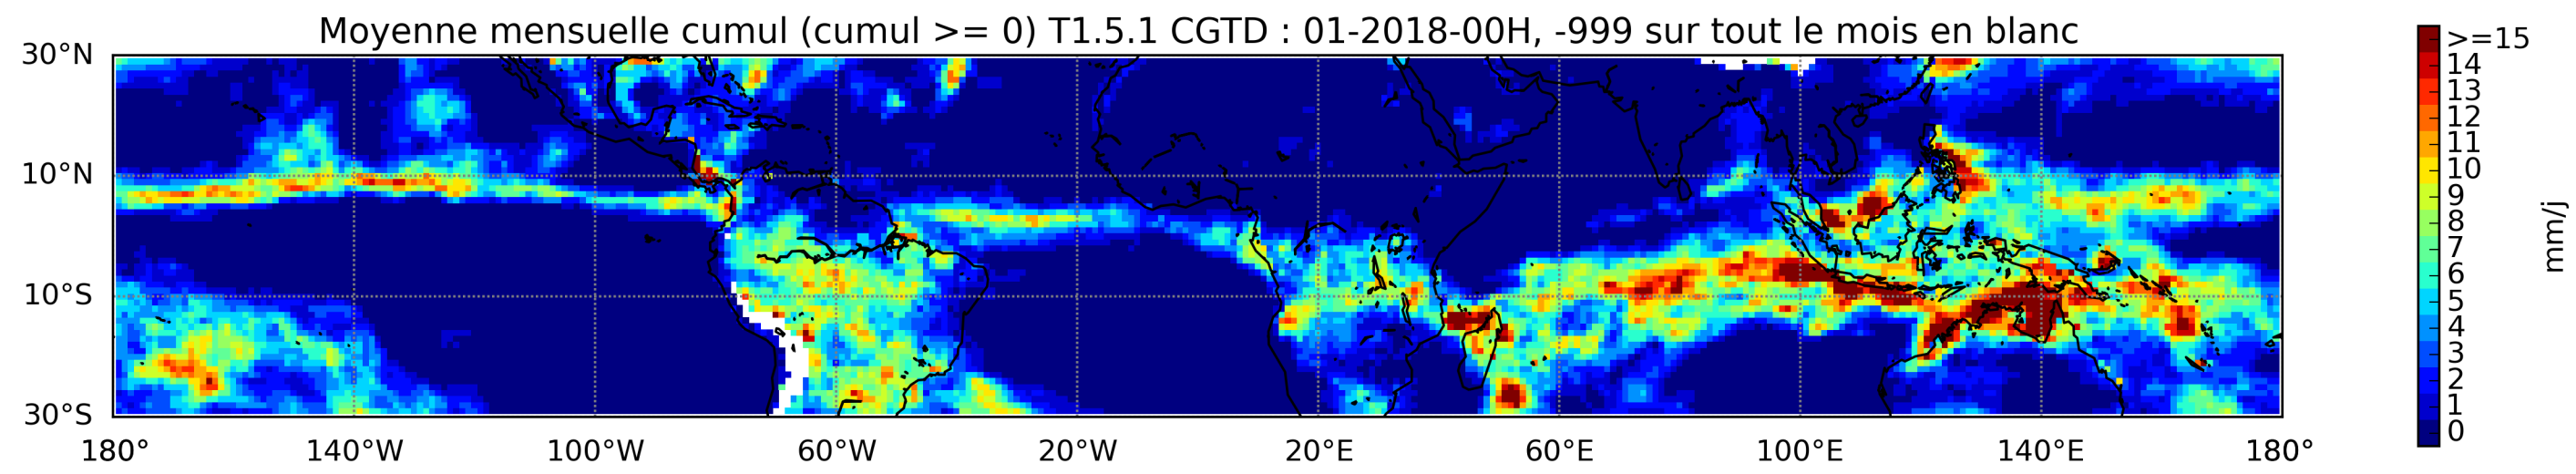 Moyenne mensuelle cumul (cumul >= 0) T1.5.1 CGTD : 01-2018-00H, -999 sur tout le mois en blanc
30°N
10°N
10°S
30°S
180° 140°W 100°W 60°W 20°W 20°E 60°E 100°E 140°E 180°
>=15
14
13
12
11
10
9
8
7
6
5
4
3
2
1
0
mm/j